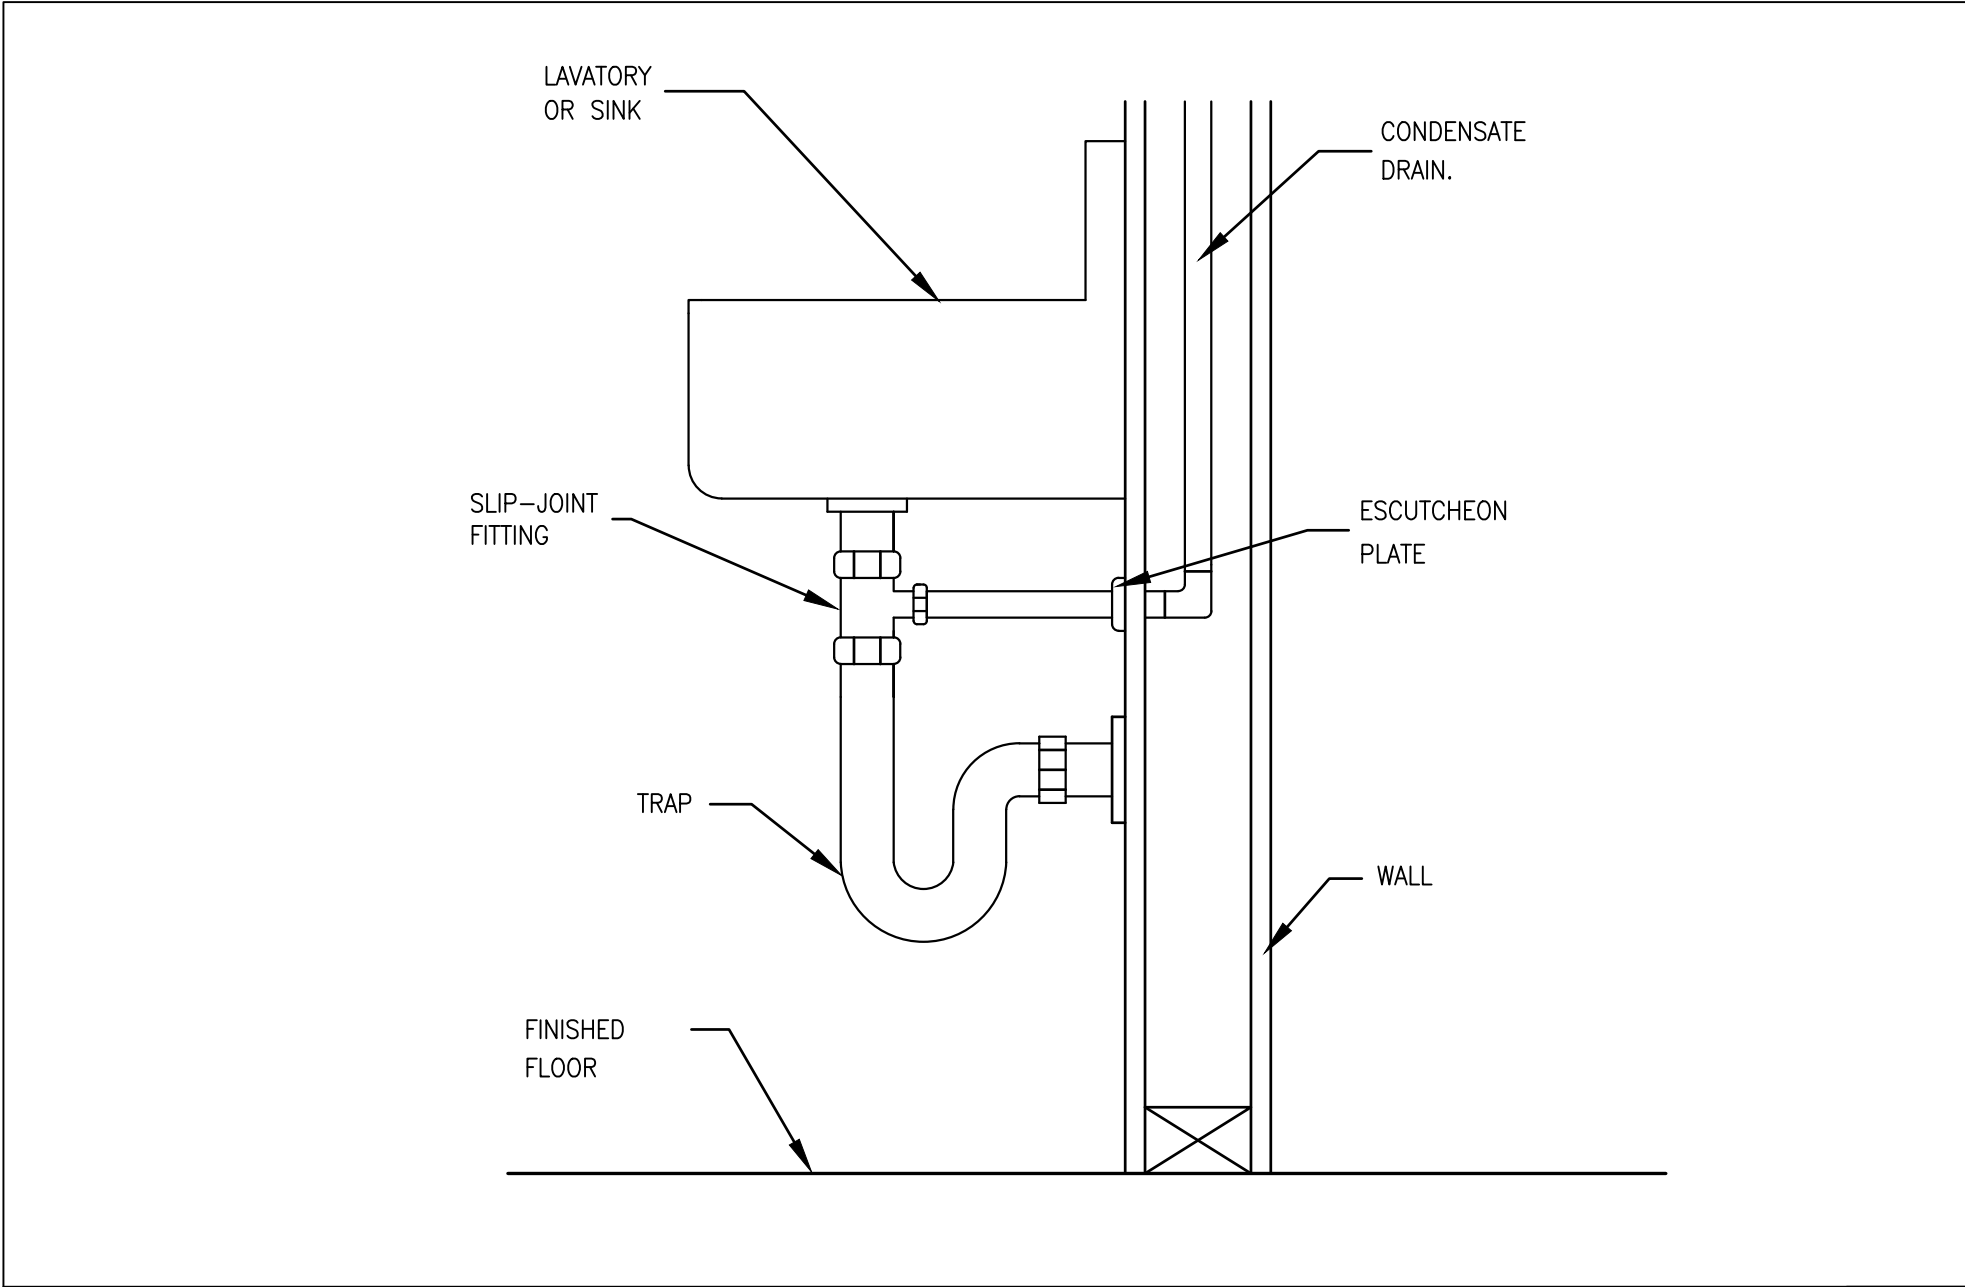 LAVATORY
OR SINK
CONDENSATE
DRAIN.
SLIP-JOINT
FITTING
ESCUTCHEON
PLATE
TRAP
WALL
FINISHED
FLOOR